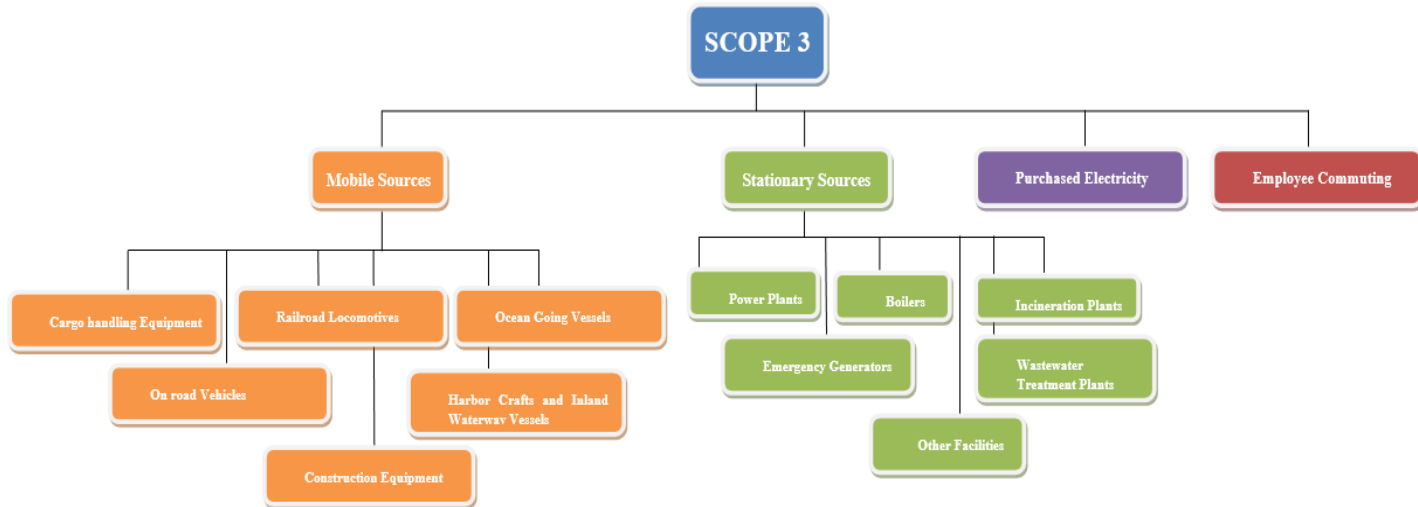 SCOPE 3
Mobile Sources
Stationary Sources
Purchased Electricity
Employee Commuting
Cargo handling Equipment
Railroad Locomotives
Ocean Going Vessels
On road Vehicles
Harbor Crafts and Inland
Waterway Vessels
Construction Equipment
Power Plants
Boilers
Incineration Plants
Emergency Generators
Wastewater
Treatment Plants
Other Facilities